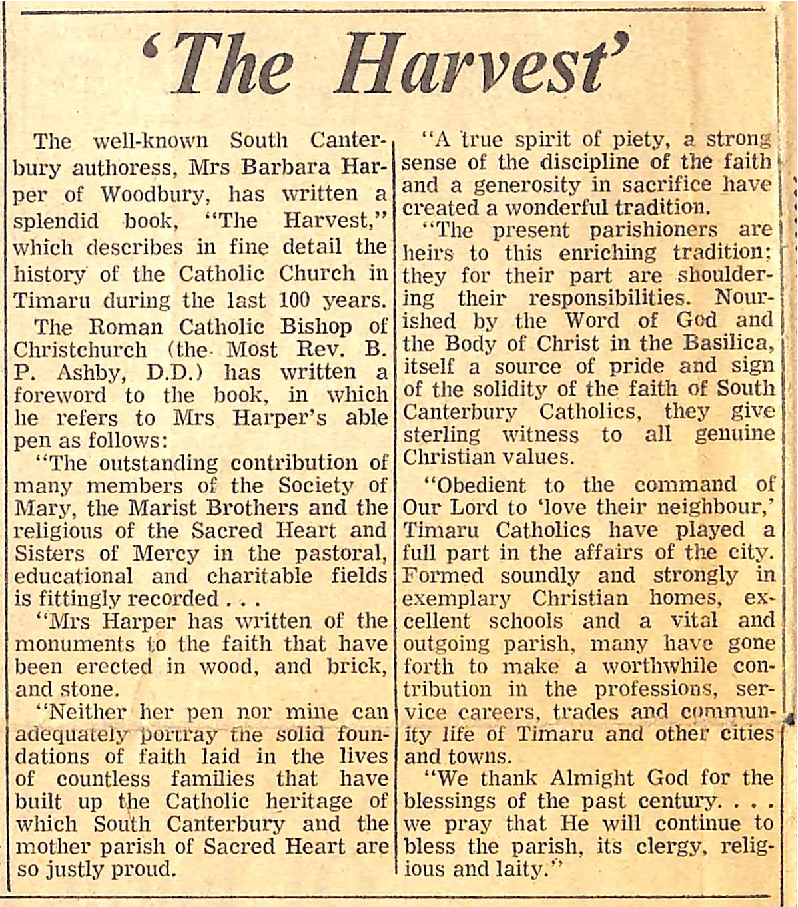 ‘The Harvest’
The well-known South Canter-
bury authoress, Mrs Barbara Har-
per of Woodbury, has written a
splendid book, “The Harvest,”
which describes in fine detail the
history of the Catholic Church in
Timaru during the last 100 years.
The Roman Catholic Bishop of
Christchurch (the Most Rev. B.
P. Ashby, D.D.) has written a
foreword to the book, in which
he refers to Mrs Harper’s able
pen as follows:
“The outstanding contribution of
many members of the Society of
Mary, the Marist Brothers and the
religious of the Sacred Heart and
Sisters of Mercy in the pastoral,
educational and charitable fields
is fittingly recorded . . .
“Mrs Harper has written of the
monuments to the faith that have
been erected in wood, and brick,
and stone.
“Neither her pen nor mine can
adequately portray the solid foun-
dations of faith laid in the lives
of countless families that have
built up the Catholic heritage of
which South Canterbury and the
mother parish of Sacred Heart are
so justly proud.
“A true spirit of piety, a strong
sense of the discipline of the faith
and a generosity in sacrifice have
created a wonderful tradition.
“The present parishioners are
heirs to this enriching tradition;
they for their part are shoulder-
ing their responsibilities. Nour-
ished by the Word of God and
the Body of Christ in the Basilica,
itself a source of pride and sign
of the solidity of the faith of South
Canterbury Catholics, they give
sterling witness to all genuine
Christian values.
“Obedient to the command of
Our Lord to ‘love their neighbour,’
Timaru Catholics have played a
full part in the affairs of the city.
Formed soundly and strongly in
exemplary Christian homes, ex-
cellent schools and a vital and
outgoing parish, many have gone
forth to make a worthwhile con-
tribution in the professions, ser-
vice careers, trades and commun-
ity life of Timaru and other cities
and towns.
“We thank Almight God for the
blessings of the past century. . . .
we pray that He will continue to
bless the parish, its clergy, relig-
ious and laity.”